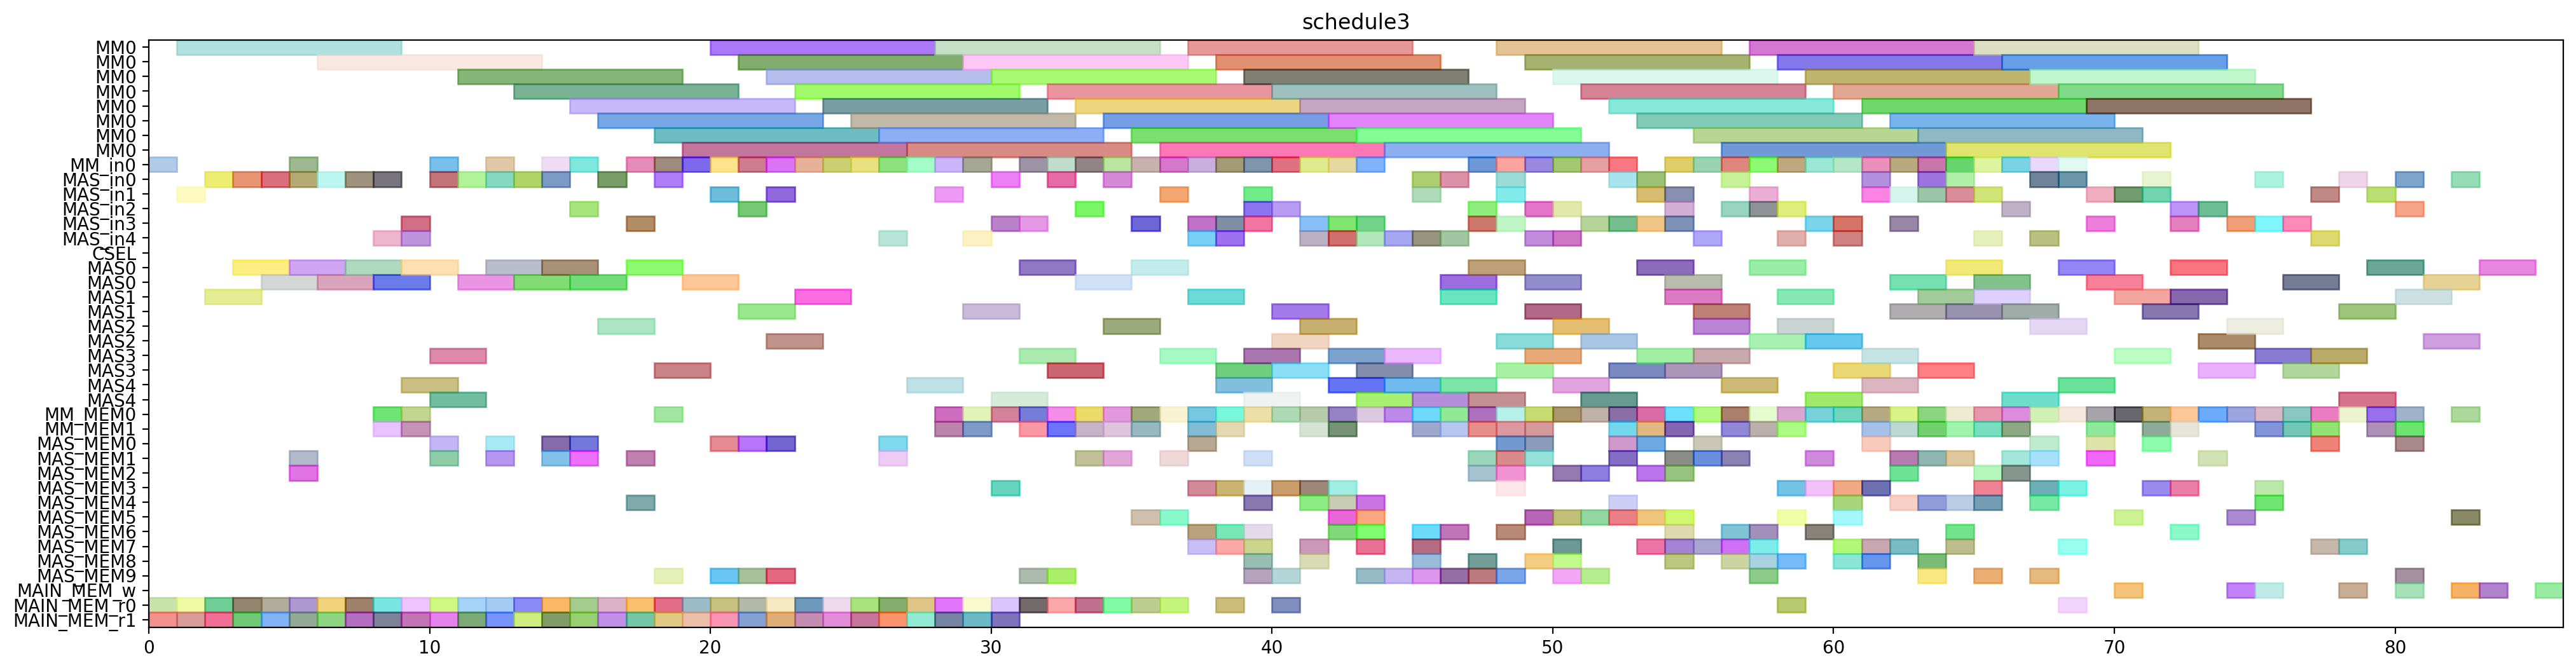 schedule3
MM0
MM0
MM0
MM0
MM0
MM0
MM0
MM0
MM_in0
MAS_in0
MAS_in1
MAS_in2
MAS_in3
MAS_in4
CSEL
MAS0
MAS0
MAS1
MAS1
MAS2
MAS2
MAS3
MAS3
MAS4
MAS4
MM_MEM0
MM_MEM1
MAS_MEM0
MAS_MEM1
MAS_MEM2
MAS_MEM3
MAS_MEM4
MAS_MEM5
MAS_MEM6
MAS_MEM7
MAS_MEM8
MAS_MEM9
MAIN_MEM_w
MAIN_MEM_r0
MAIN_MEM_r1
0 10 20 30 40 50 60 70 80